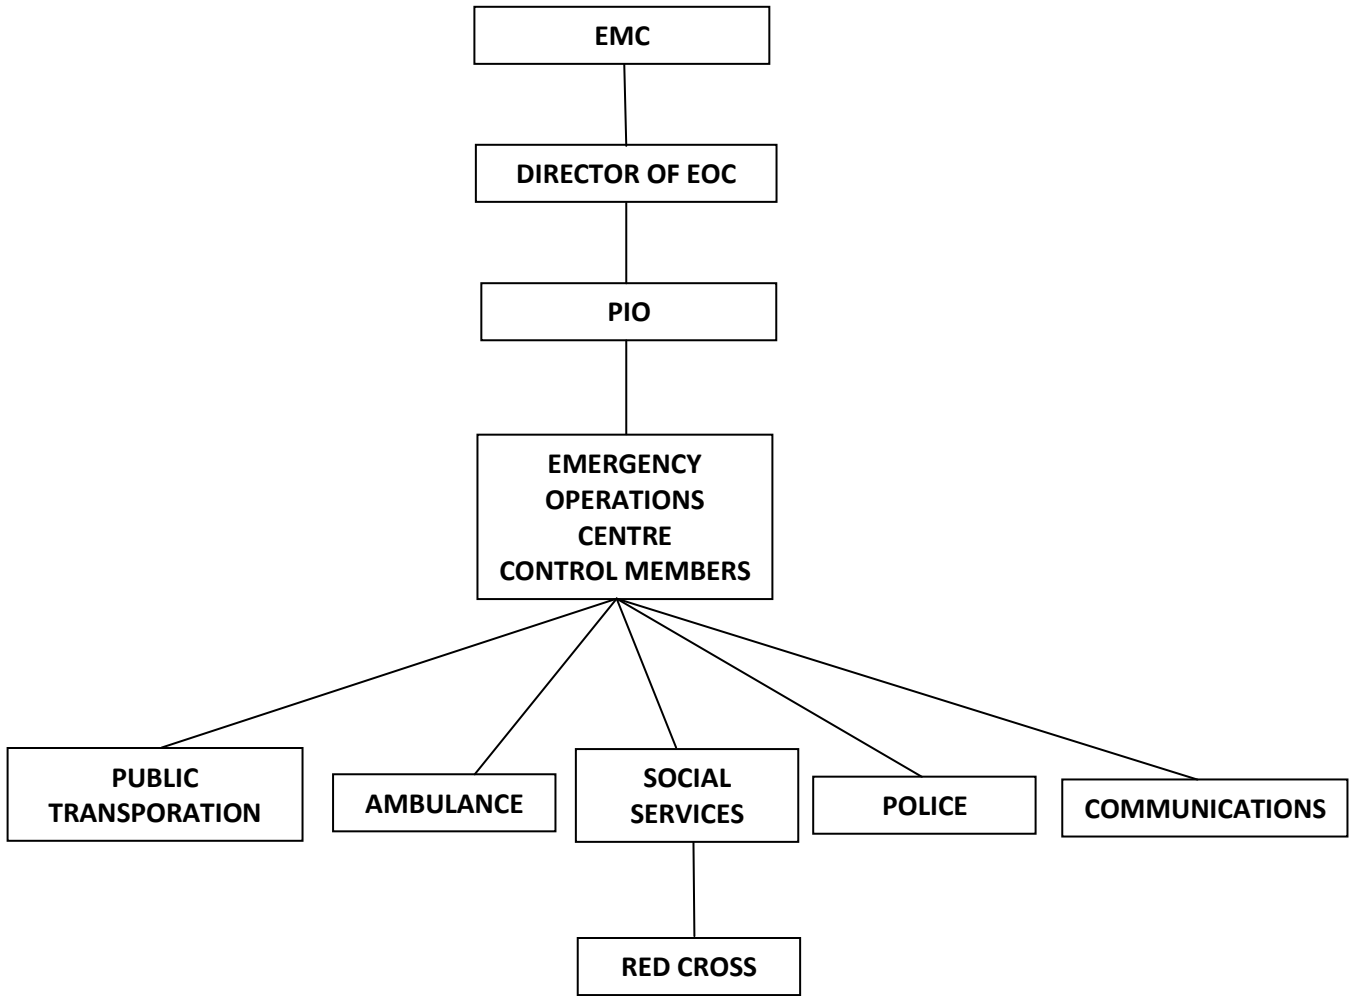 EMC
DIRECTOR OF EOC
PIO
EMERGENCY
OPERATIONS
CENTRE
CONTROL MEMBERS
PUBLIC
TRANSPORATION
AMBULANCE
SOCIAL
SERVICES
POLICE
COMMUNICATIONS
RED CROSS